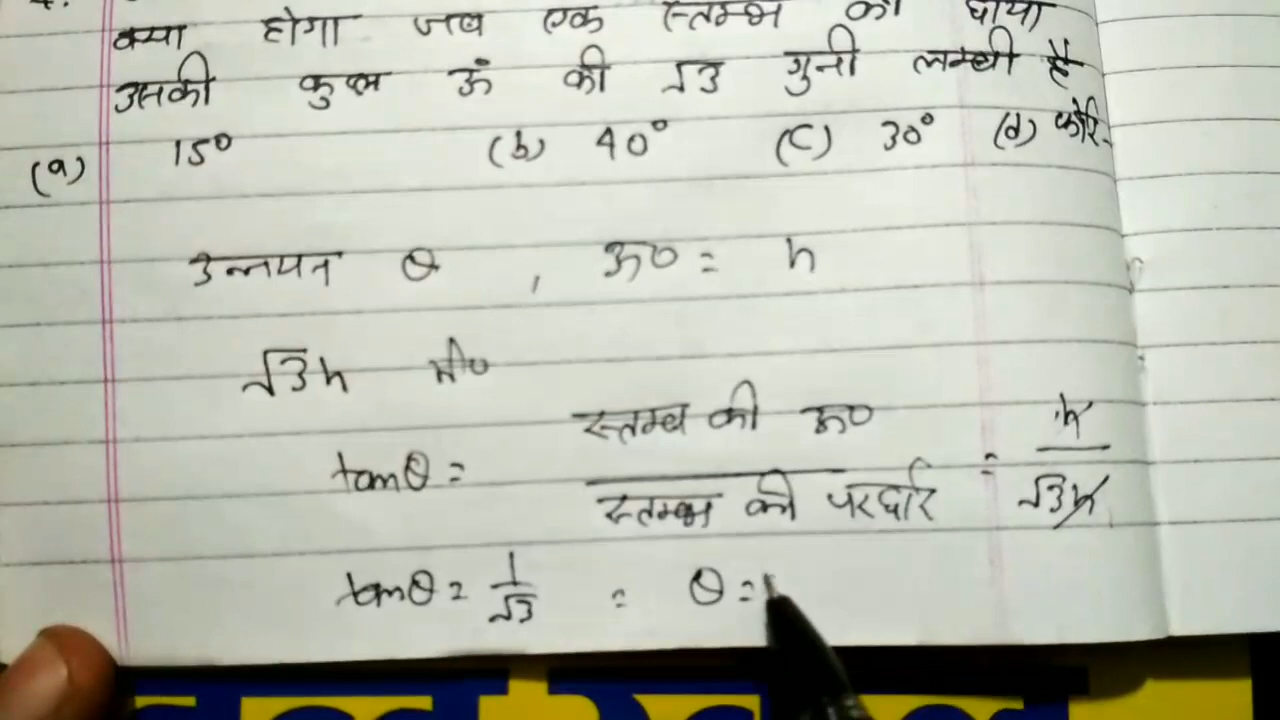 क्या होगा जब एक स्तम्भ की छाया
उसकी कुल ऊं की √3 गुनी लम्बी है
(a) 15° (b) 40° (c) 30° (d) कोई-
उन्नयन θ , ऊ० = h
√3h मी०
tanθ = स्तम्भ की ऊ० / स्तम्भ की = h / √3h
tanθ = 1/√3 = θ =